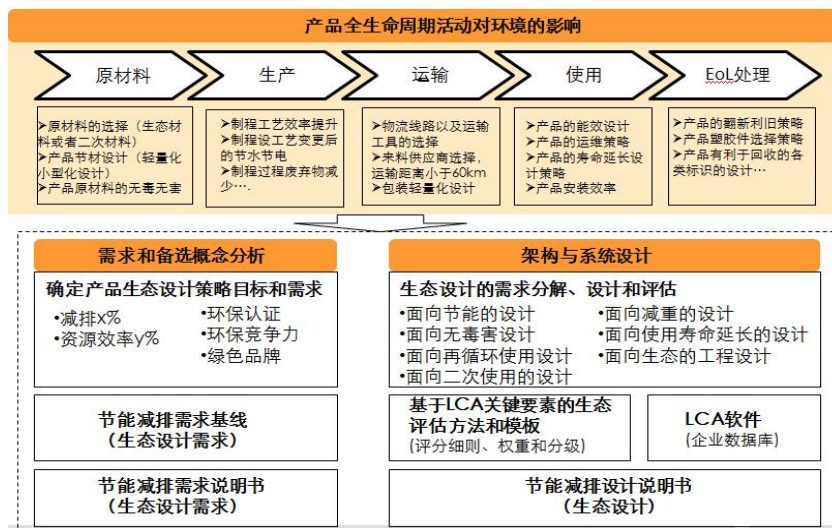 产品全生命周期活动对环境的影响
原材料
生产
运输
使用
EoL处理
➢原材料的选择（生态材
料或者二次材料）
➢产品节材设计（轻量化
小型化设计）
➢产品原材料的无毒无害
➢制程工艺效率提升
➢制程设工艺变更后
的节水节电
➢制程过程废弃物减
少….
➢物流线路以及运输
工具的选择
➢来料供应商选择，
运输距离小于60km
➢包装轻量化设计
➢产品的能效设计
➢产品的运维策略
➢产品的寿命延长设
计策略
➢产品安装效率
➢产品的翻新利旧策略
➢产品塑胶件选择策略
➢产品有利于回收的各
类标识的设计…
需求和备选概念分析
确定产品生态设计策略目标和需求
•减排x%
•资源效率y%
•环保认证
•环保竞争力
•绿色品牌
节能减排需求基线
（生态设计需求）
节能减排需求说明书
（生态设计需求）
架构与系统设计
生态设计的需求分解、设计和评估
•面向节能的设计
•面向无毒害设计
•面向再循环使用设计
•面向二次使用的设计
•面向减重的设计
•面向使用寿命延长的设计
•面向生态的工程设计
基于LCA关键要素的生态
评估方法和模板
(评分细则、权重和分级)
LCA软件
(企业数据库)
节能减排设计说明书
（生态设计）